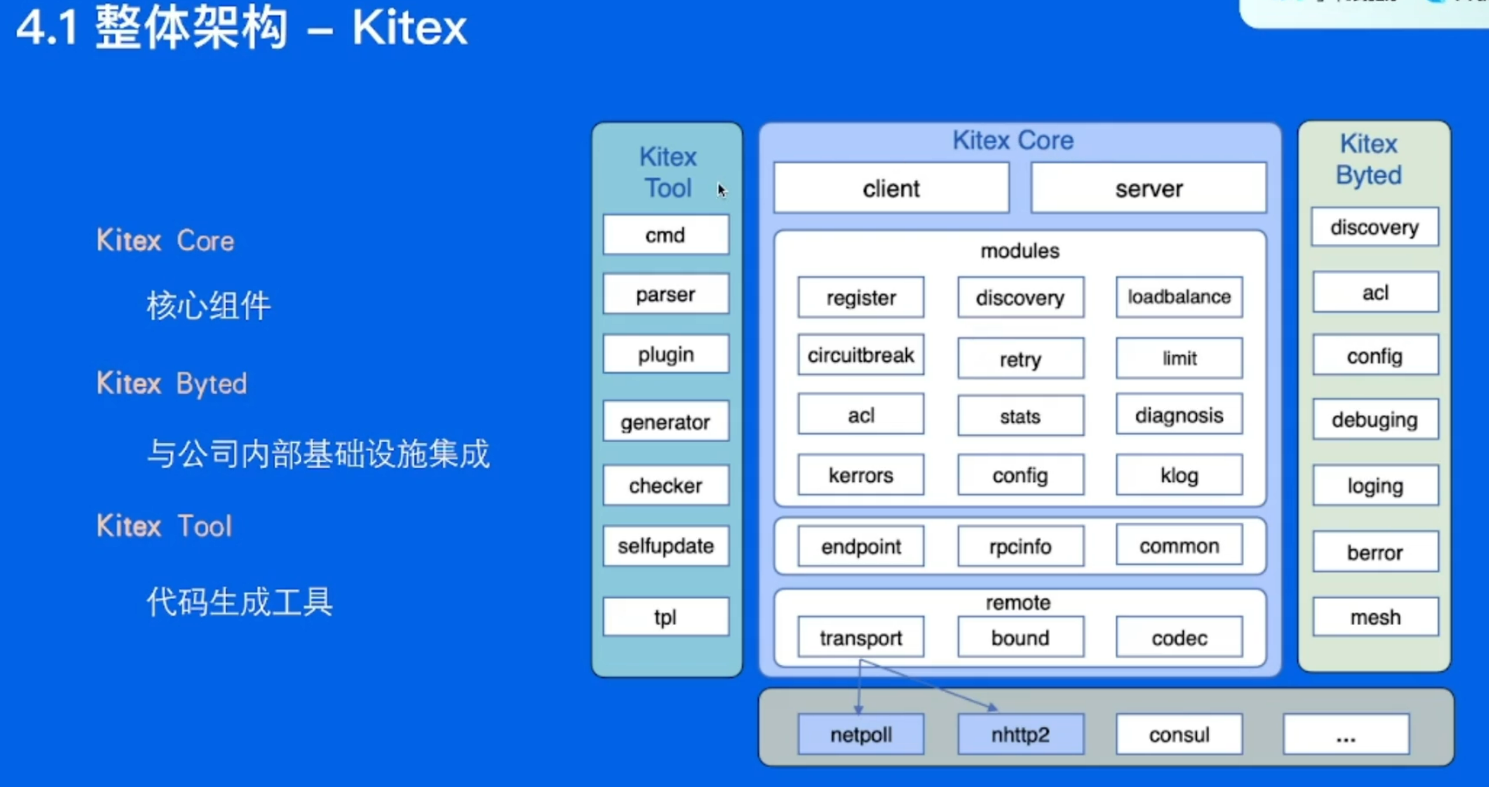 4.1 整体架构 – Kitex
Kitex Core
核心组件
Kitex Byted
与公司内部基础设施集成
Kitex Tool
代码生成工具
Kitex
Tool
cmd
parser
plugin
generator
checker
selfupdate
tpl
Kitex Core
client server
modules
register discovery loadbalance
circuitbreak retry limit
acl stats diagnosis
kerrors config klog
endpoint rpcinfo common
remote
transport bound codec
Kitex
Byted
discovery
acl
config
debuging
loging
berror
mesh
netpoll nhttp2 consul ...